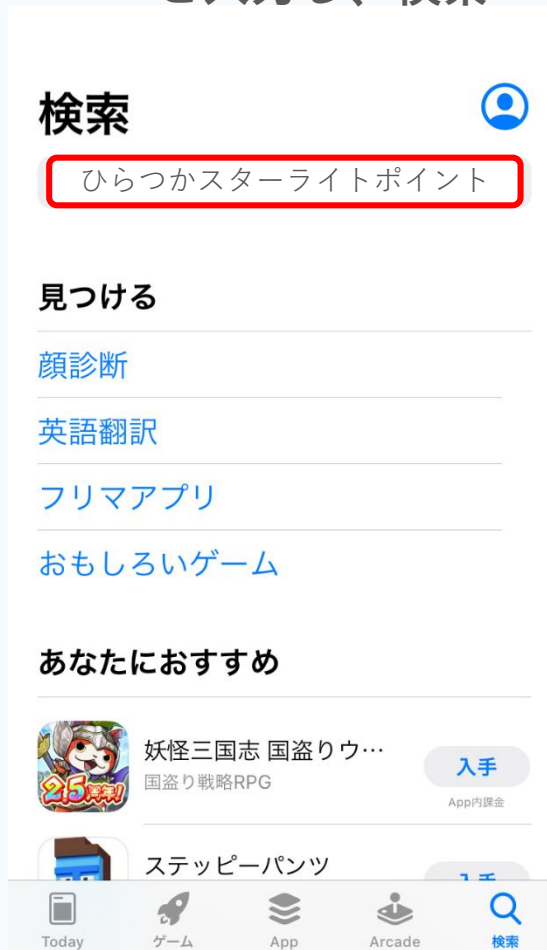 検索
ひらつかスターライトポイント
見つける
顔診断
英語翻訳
フリマアプリ
おもしろいゲーム
あなたにおすすめ
2.5周年!
妖怪三国志 国盗りウ…
国盗り戦略RPG
入手
App内課金
ステッピーパンツ
Today
ゲーム
App
Arcade
検索